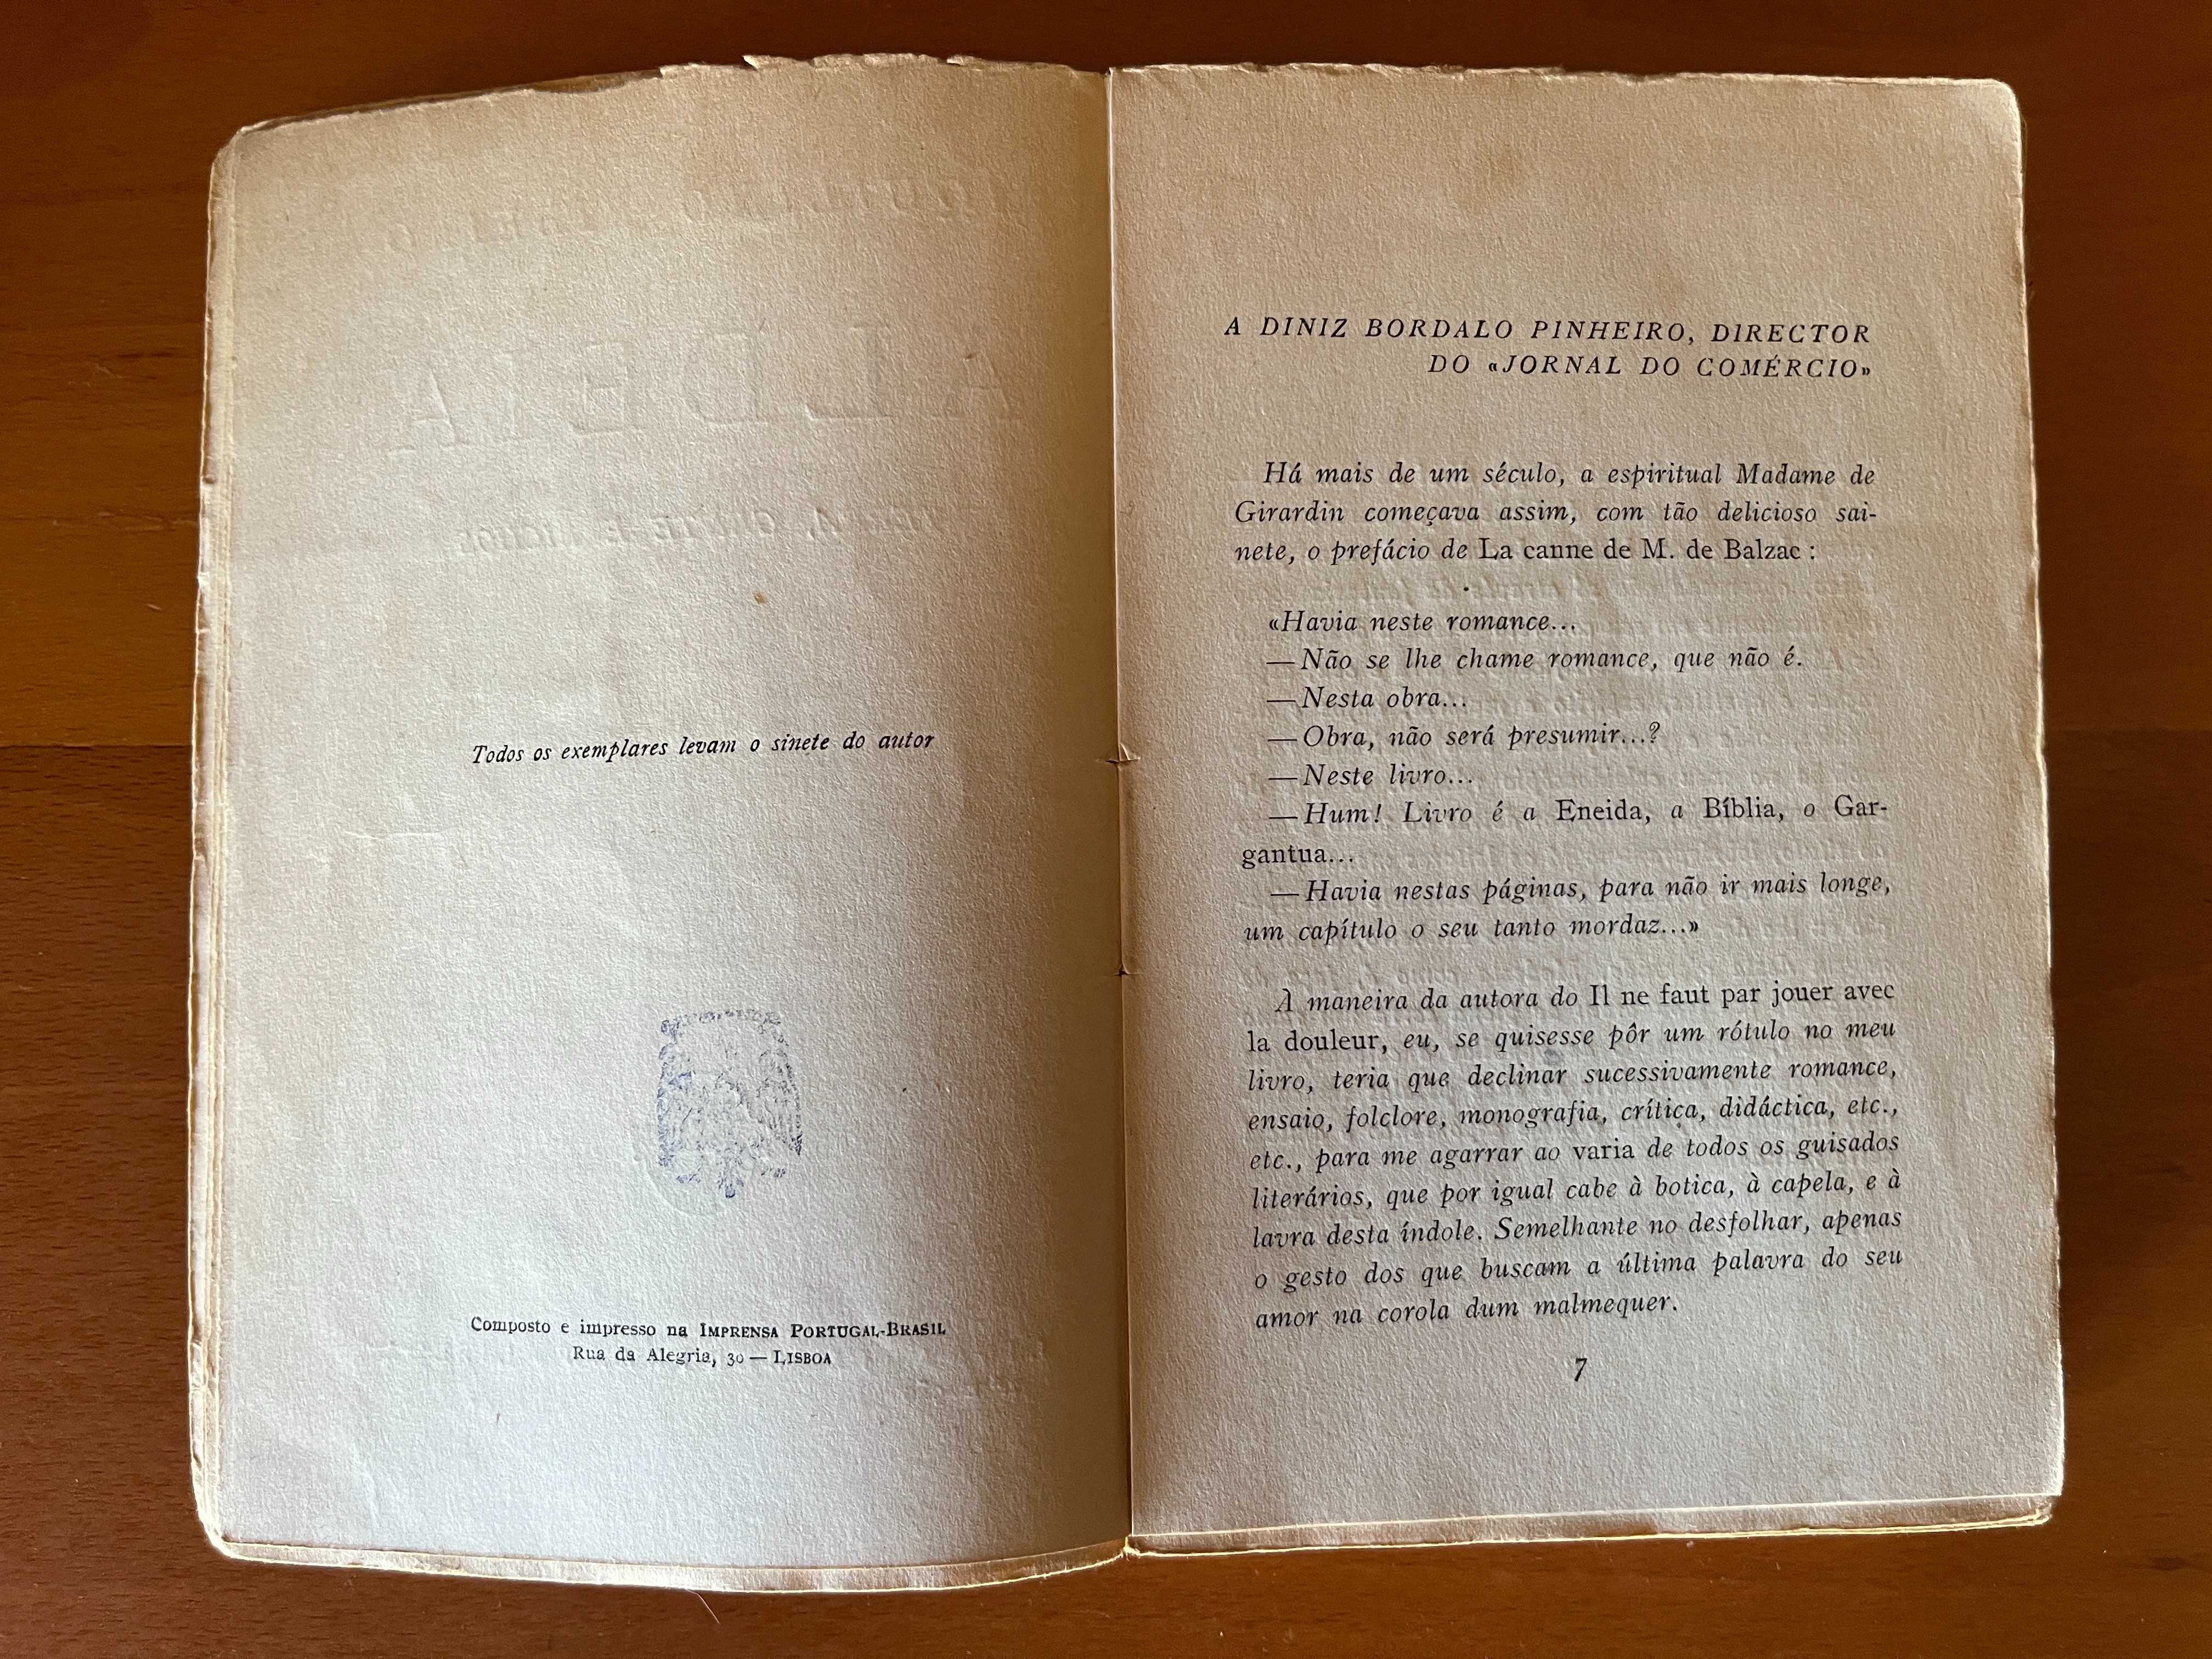 Todos os exemplares levam o sinete do autor
Composto e impresso na IMPRENSA PORTUGAL-BRASIL
Rua da Alegria, 30 — LISBOA
A DINIZ BORDALO PINHEIRO, DIRECTOR
DO «JORNAL DO COMÉRCIO»
Há mais de um século, a espiritual Madame de
Girardin começava assim, com tão delicioso sai-
nete, o prefácio de La canne de M. de Balzac :
«Havia neste romance...
—Não se lhe chame romance, que não é.
—Nesta obra...
—Obra, não será presumir...?
—Neste livro...
—Hum! Livro é a Eneida, a Bíblia, o Gar-
gantua...
—Havia nestas páginas, para não ir mais longe,
um capítulo o seu tanto mordaz...»
À maneira da autora do Il ne faut par jouer avec
la douleur, eu, se quisesse pôr um rótulo no meu
livro, teria que declinar sucessivamente romance,
ensaio, folclore, monografia, crítica, didáctica, etc.,
etc., para me agarrar ao varia de todos os guisados
literários, que por igual cabe à botica, à capela, e à
lavra desta índole. Semelhante no desfolhar, apenas
o gesto dos que buscam a última palavra do seu
amor na corola dum malmequer.
7